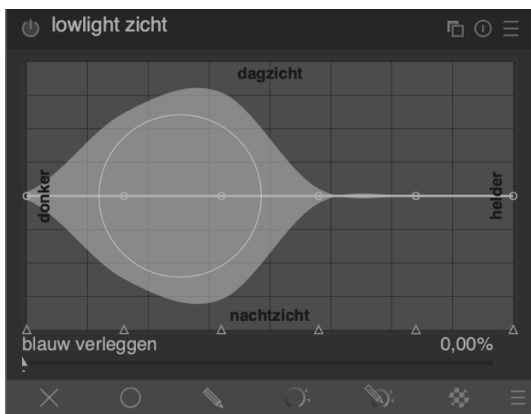 lowlight zicht
dagzicht
donker
helder
nachtzicht
blauw verleggen 0,00%